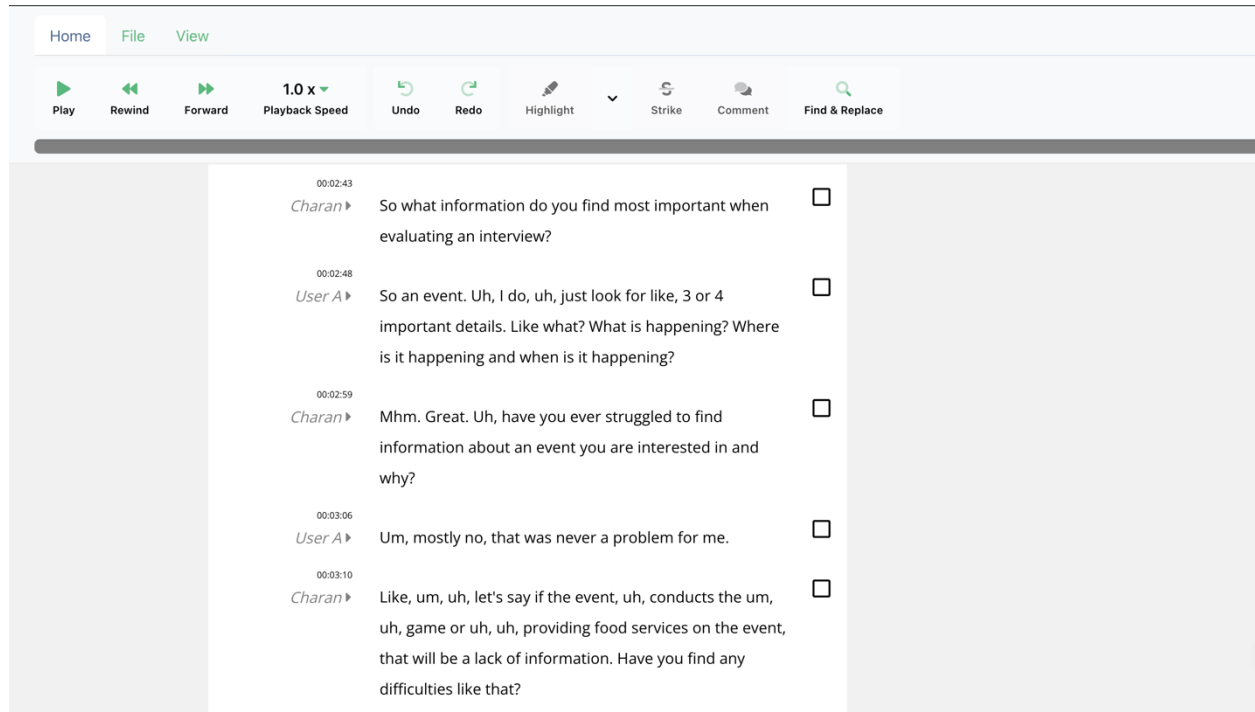 Home File View
Play Rewind Forward 1.0 x Playback Speed Undo Redo Highlight Strike Comment Find & Replace
00:02:43
Charan So what information do you find most important when
evaluating an interview?
00:02:48
User A So an event. Uh, I do, uh, just look for like, 3 or 4
important details. Like what? What is happening? Where
is it happening and when is it happening?
00:02:59
Charan Mhm. Great. Uh, have you ever struggled to find
information about an event you are interested in and
why?
00:03:06
User A Um, mostly no, that was never a problem for me.
00:03:10
Charan Like, um, uh, let's say if the event, uh, conducts the um,
uh, game or uh, uh, providing food services on the event,
that will be a lack of information. Have you find any
difficulties like that?